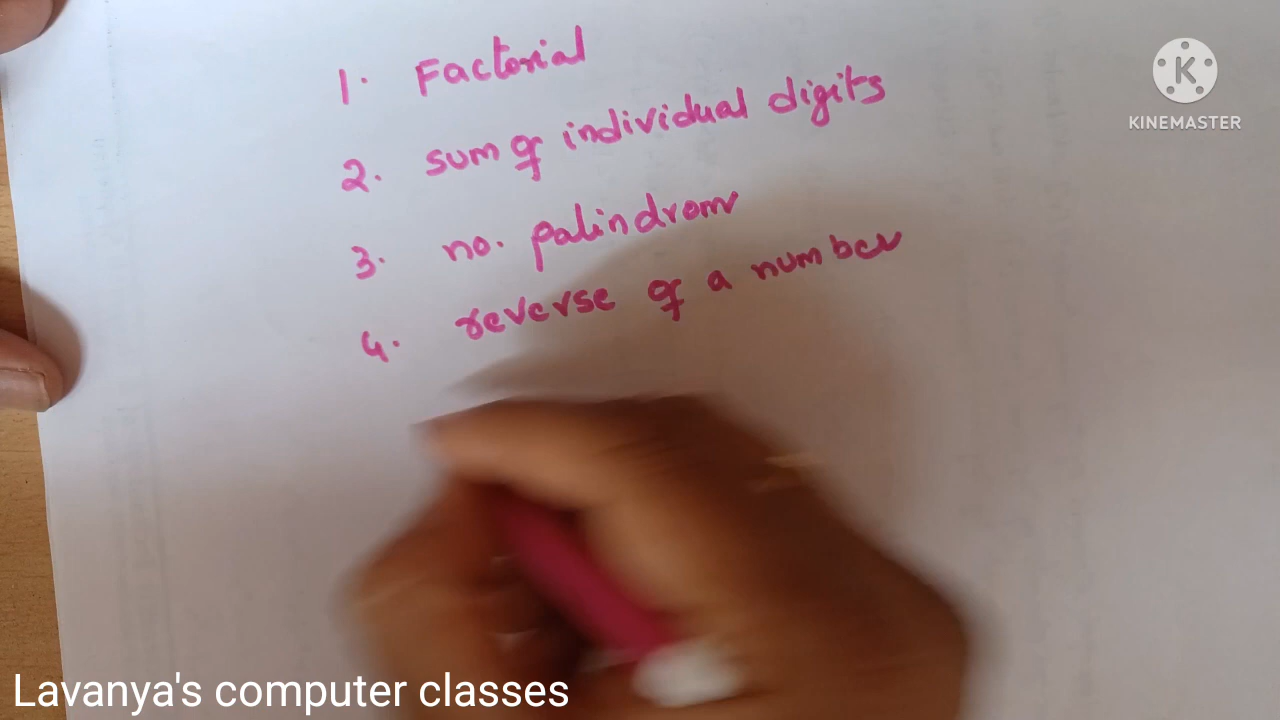 1. Factorial
2. sum of individual digits
3. no. palindrom
4. reverse of a number
KINEMASTER
Lavanya's computer classes